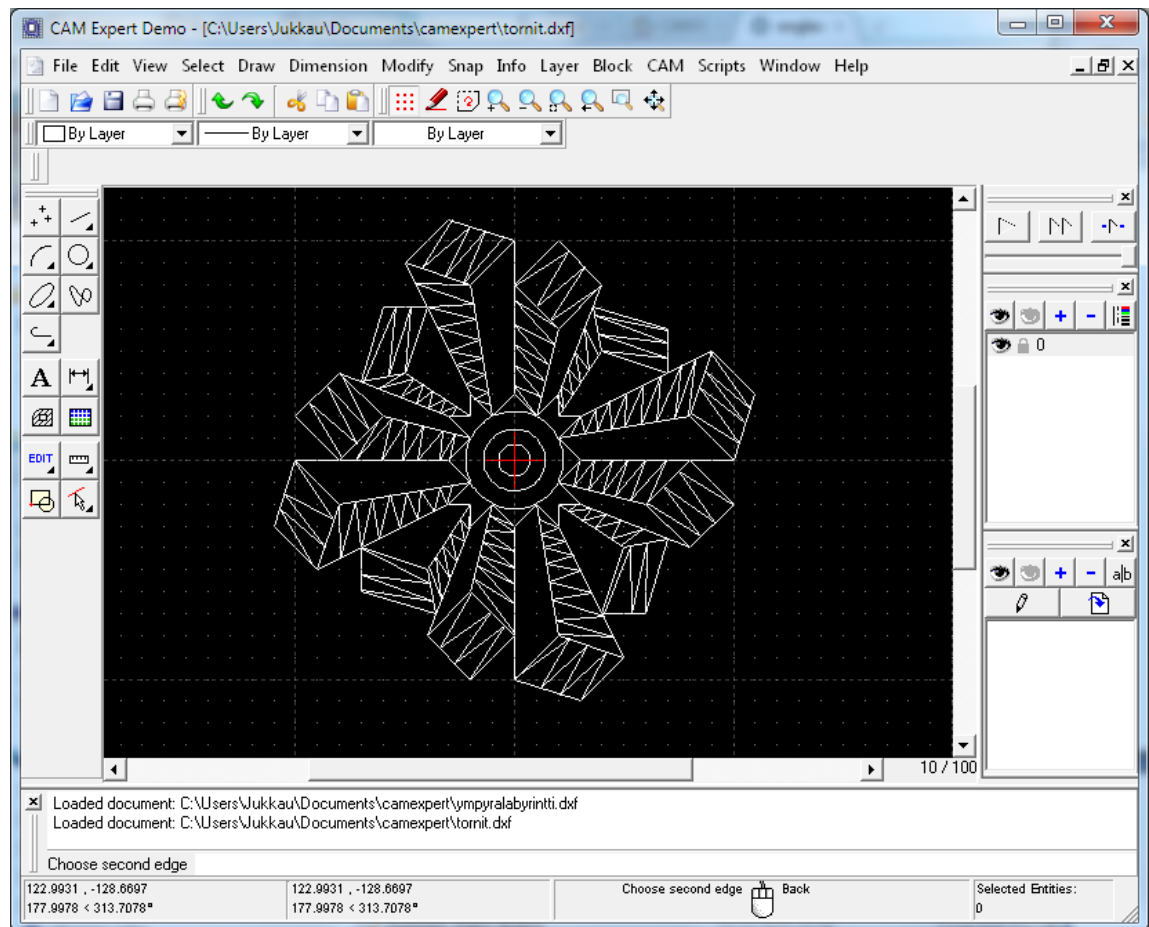 CAM Expert Demo - [C:\Users\Jukkau\Documents\camexpert\tornit.dxf]
File Edit View Select Draw Dimension Modify Snap Info Layer Block CAM Scripts Window Help
By Layer By Layer By Layer
0
A
EDIT
a|b
10 / 100
Loaded document: C:\Users\Jukkau\Documents\camexpert\ympyralabyrintti.dxf
Loaded document: C:\Users\Jukkau\Documents\camexpert\tornit.dxf
Choose second edge
122.9931 , -128.6697 122.9931 , -128.6697 Choose second edge Back Selected Entities:
177.9978 < 313.7078° 177.9978 < 313.7078° 0